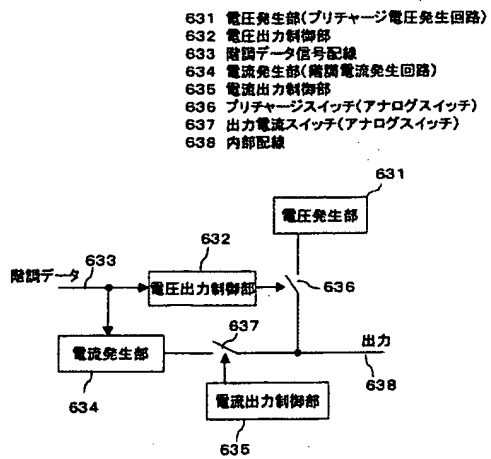 631 電圧発生部(プリチャージ電圧発生回路)
632 電圧出力制御部
633 階調データ信号配線
634 電流発生部(階調電流発生回路)
635 電流出力制御部
636 プリチャージスイッチ(アナログスイッチ)
637 出力電流スイッチ(アナログスイッチ)
638 内部配線
631
電圧発生部
632
633
階調データ
電圧出力制御部
636
637
出力
電流発生部
638
634
電流出力制御部
635